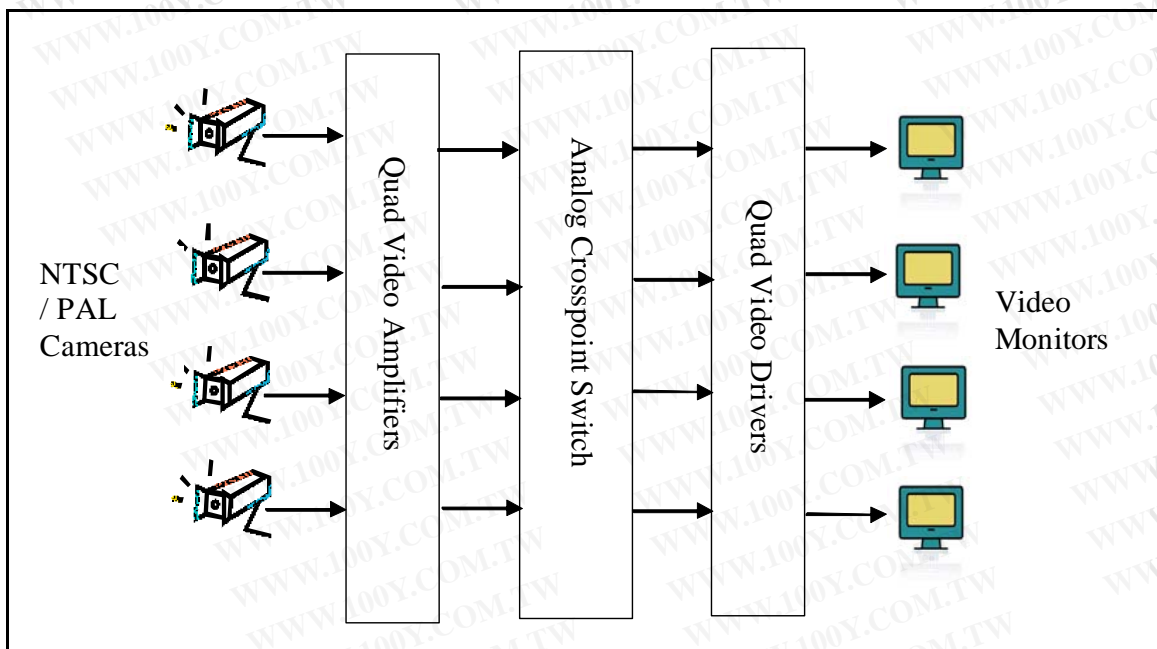 NTSC
/ PAL
Cameras
Quad Video Amplifiers
Analog Crosspoint Switch
Quad Video Drivers
Video
Monitors
WWW.100Y.COM.TW